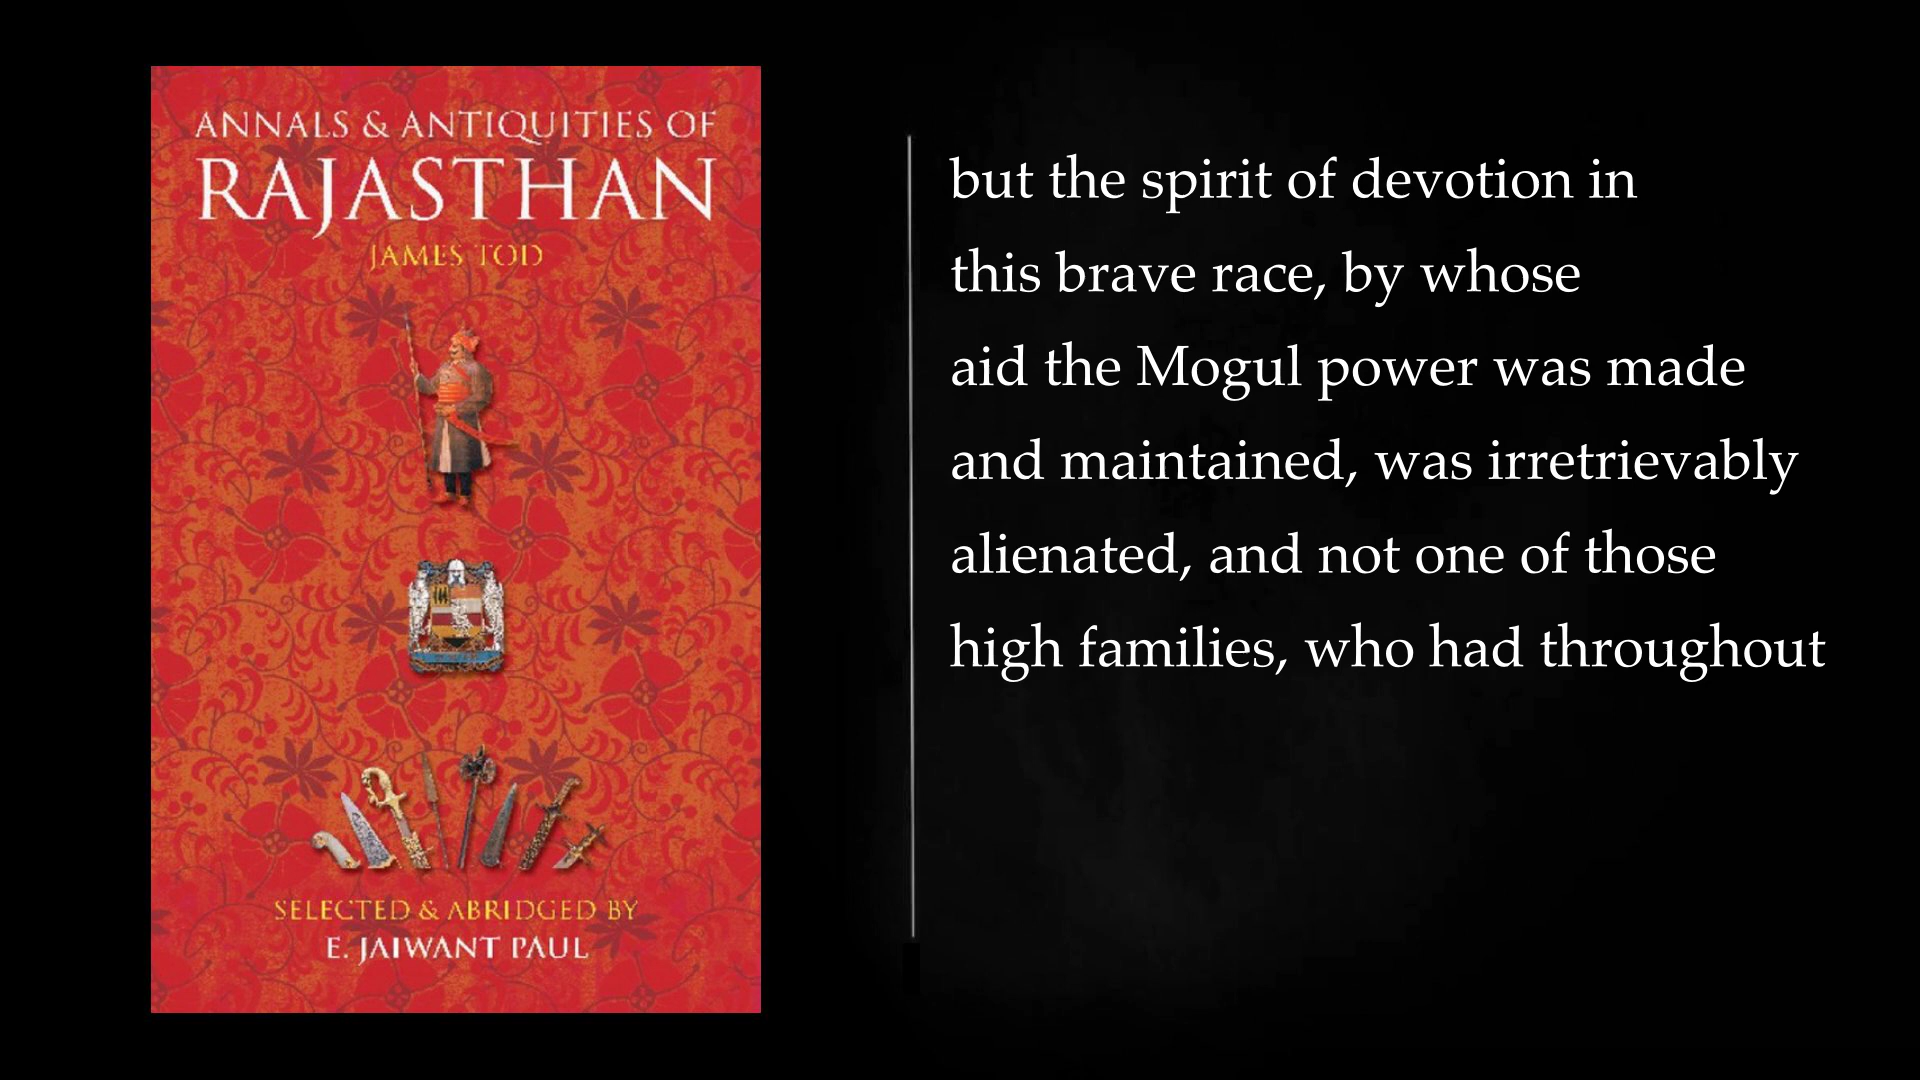 ANNALS & ANTIQUITIES OF
RAJASTHAN
JAMES TOD
SELECTED & ABRIDGED BY
E. JAIWANT PAUL
but the spirit of devotion in
this brave race, by whose
aid the Mogul power was made
and maintained, was irretrievably
alienated, and not one of those
high families, who had throughout